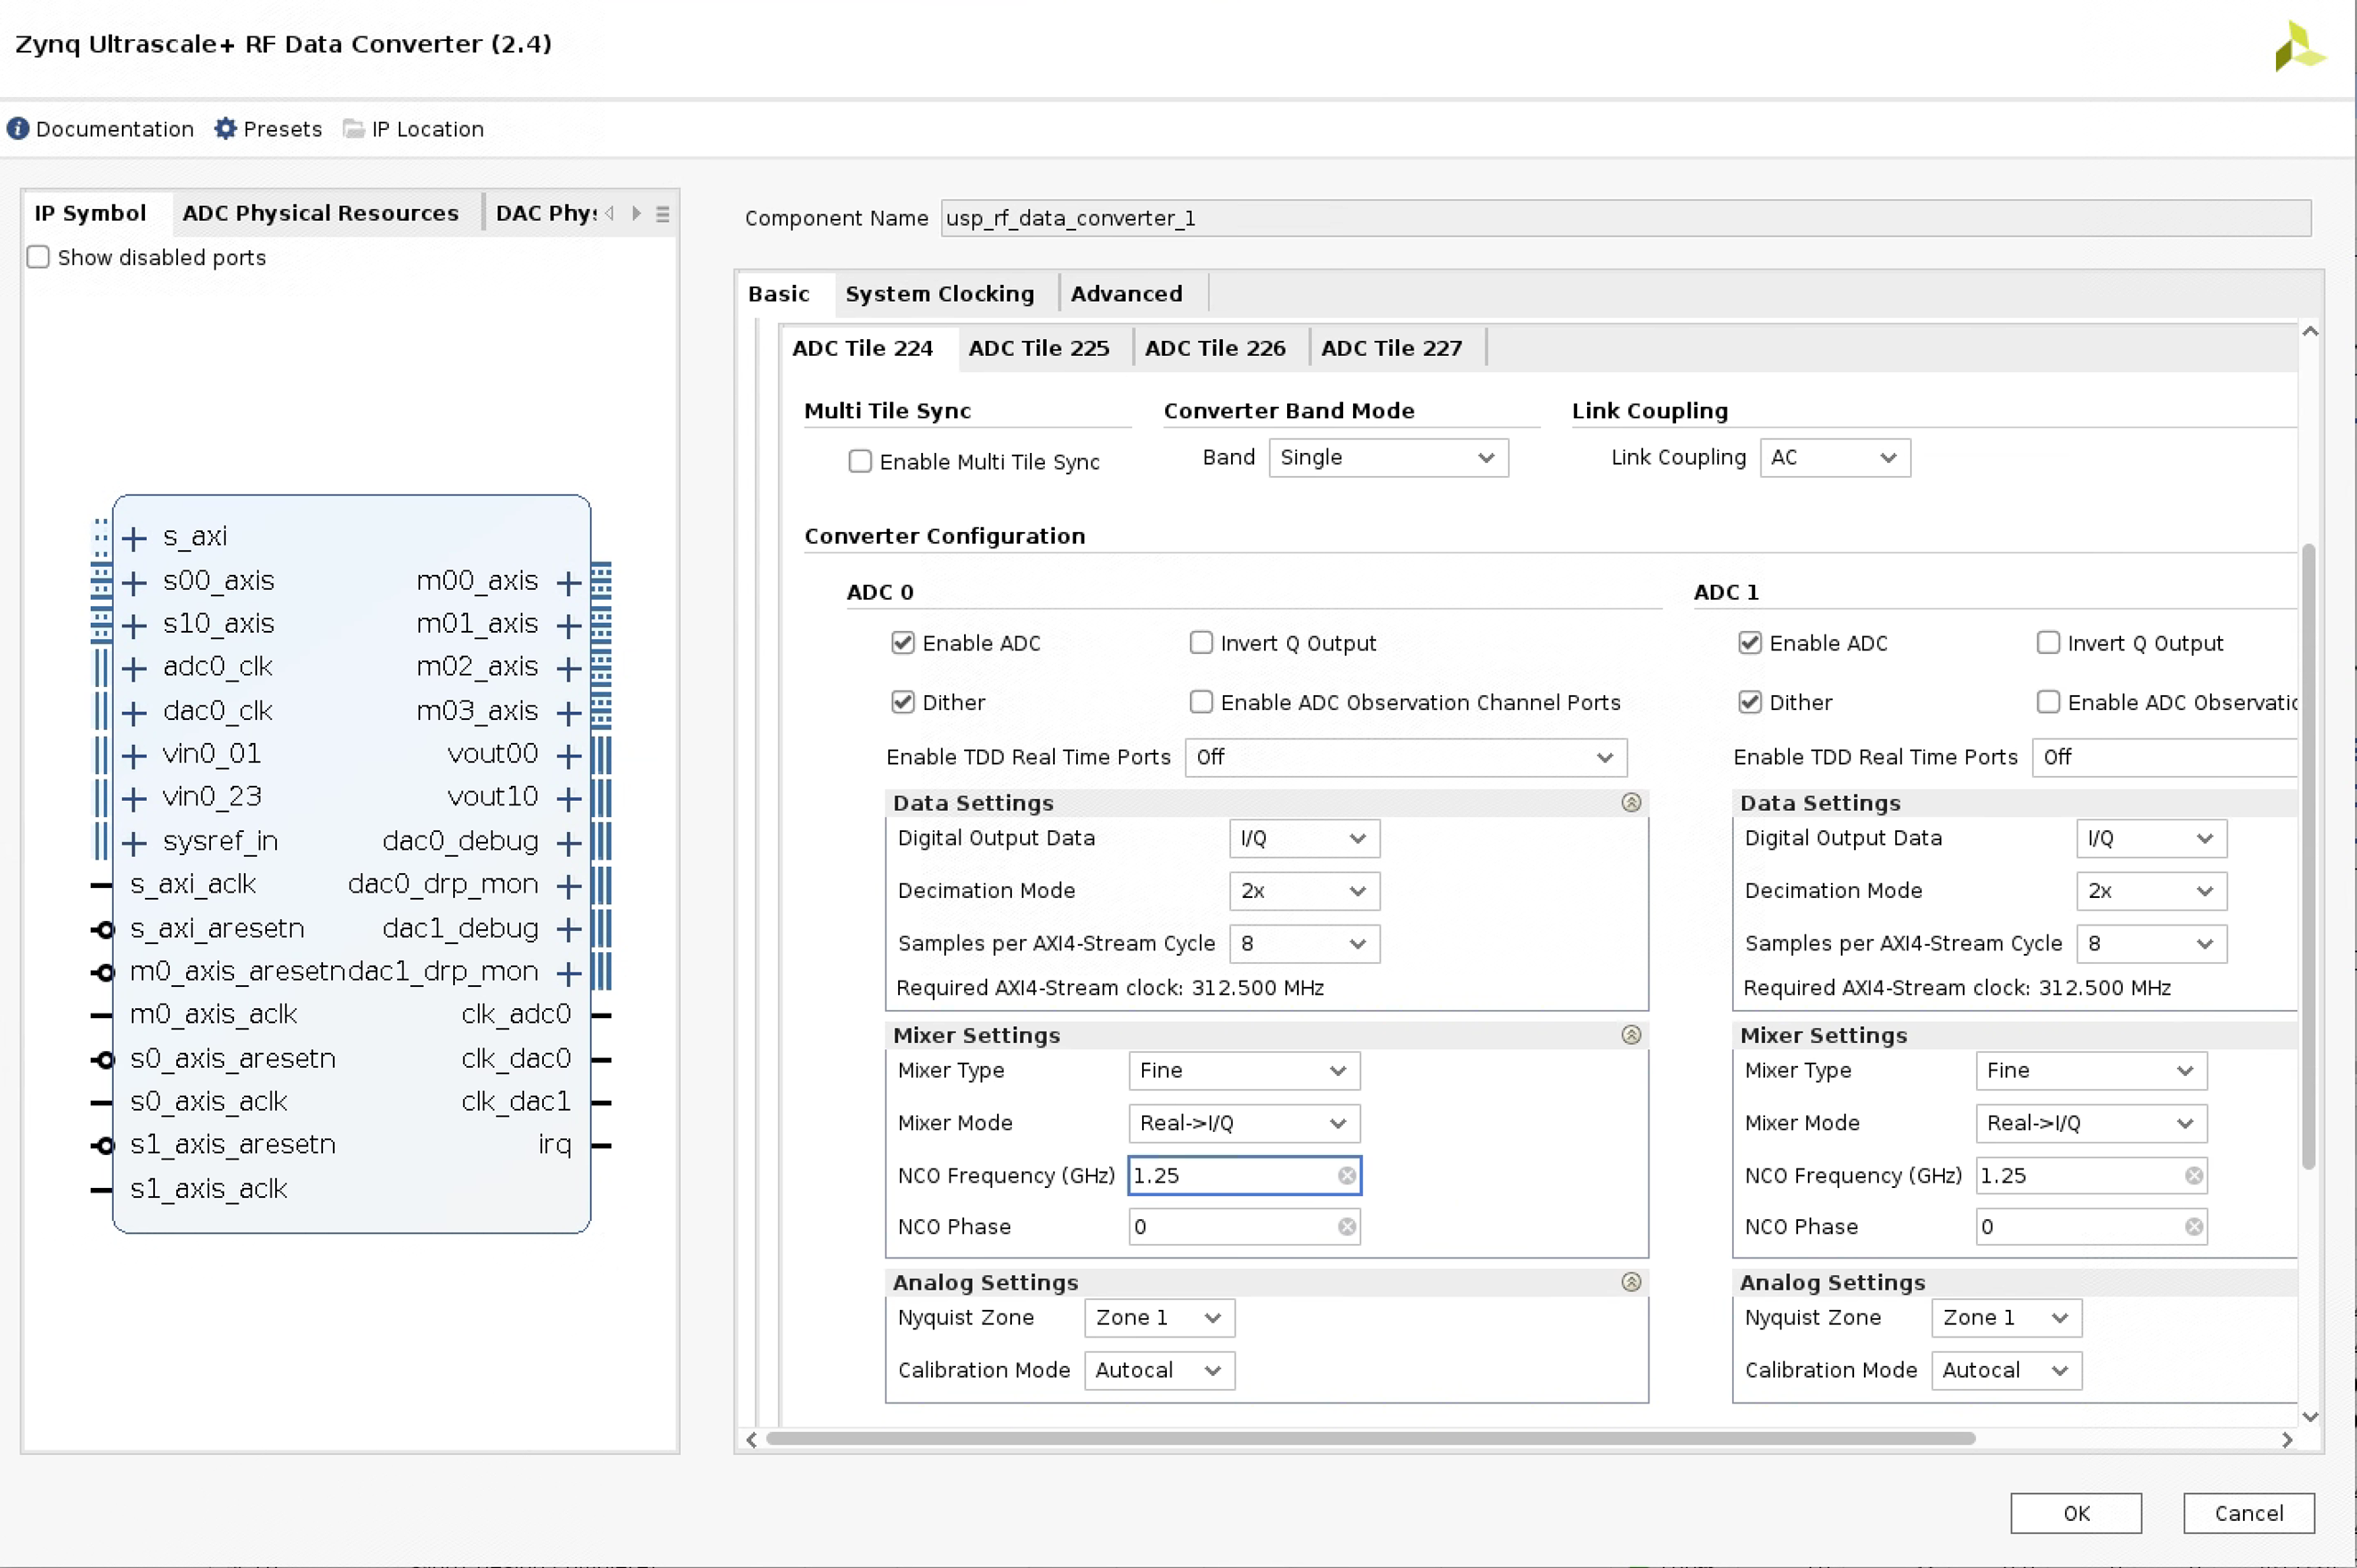 Zynq Ultrascale+ RF Data Converter (2.4)
Documentation Presets IP Location
IP Symbol ADC Physical Resources DAC Phys
Show disabled ports
s_axi
s00_axis m00_axis
s10_axis m01_axis
adc0_clk m02_axis
dac0_clk m03_axis
vin0_01 vout00
vin0_23 vout10
sysref_in dac0_debug
s_axi_aclk dac0_drp_mon
s_axi_aresetn dac1_debug
m0_axis_aresetn dac1_drp_mon
m0_axis_aclk clk_adc0
s0_axis_aresetn clk_dac0
s0_axis_aclk clk_dac1
s1_axis_aresetn irq
s1_axis_aclk
Component Name usp_rf_data_converter_1
Basic System Clocking Advanced
ADC Tile 224 ADC Tile 225 ADC Tile 226 ADC Tile 227
Multi Tile Sync Converter Band Mode Link Coupling
Enable Multi Tile Sync Band Single Link Coupling AC
Converter Configuration
ADC 0
Enable ADC Invert Q Output
Dither Enable ADC Observation Channel Ports
Enable TDD Real Time Ports Off
Data Settings
Digital Output Data I/Q
Decimation Mode 2x
Samples per AXI4-Stream Cycle 8
Required AXI4-Stream clock: 312.500 MHz
Mixer Settings
Mixer Type Fine
Mixer Mode Real->I/Q
NCO Frequency (GHz) 1.25
NCO Phase 0
Analog Settings
Nyquist Zone Zone 1
Calibration Mode Autocal
ADC 1
Enable ADC Invert Q Output
Dither Enable ADC Observatic
Enable TDD Real Time Ports Off
Data Settings
Digital Output Data I/Q
Decimation Mode 2x
Samples per AXI4-Stream Cycle 8
Required AXI4-Stream clock: 312.500 MHz
Mixer Settings
Mixer Type Fine
Mixer Mode Real->I/Q
NCO Frequency (GHz) 1.25
NCO Phase 0
Analog Settings
Nyquist Zone Zone 1
Calibration Mode Autocal
OK Cancel